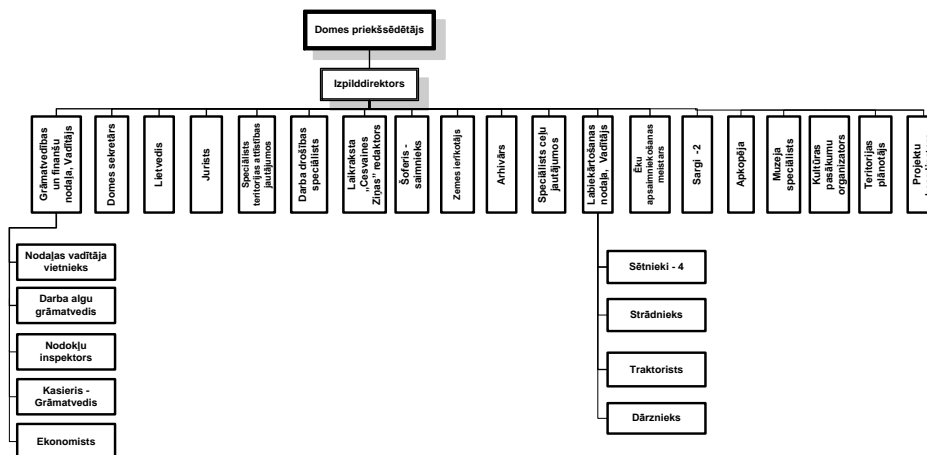 Domes priekšsēdētājs
Izpilddirektors
Grāmatvedības
un finanšu
nodaļa, Vadītājs
Domes sekretārs
Lietvedis
Jurists
Speciālists
teritorijas attīstības
jautājumos
Darba drošības
speciālists
Laikraksta
„Cesvaines
Ziņas” redaktors
Šoferis -
saimnieks
Zemes ierīkotājs
Arhivārs
Speciālists ceļu
jautājumos
Labiekārtošanas
nodaļa, Vadītājs
Ēku
apsaimniekošanas
meistars
Sargi -2
Apkopēja
Muzeja
speciālists
Kultūras
pasākumu
organizators
Teritorijas
plānotājs
Projektu
Nodaļas vadītāja
vietnieks
Darba algu
grāmatvedis
Nodokļu
inspektors
Kasieris -
Grāmatvedis
Ekonomists
Sētnieki - 4
Strādnieks
Traktorists
Dārznieks